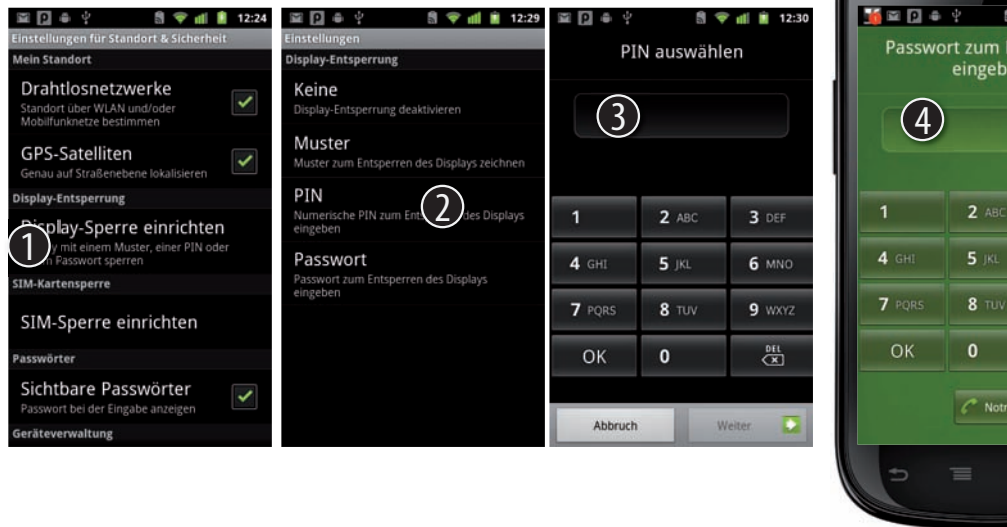 12:24
Einstellungen für Standort & Sicherheit
Mein Standort
Drahtlosnetzwerke
Standort über WLAN und/oder
Mobilfunknetze bestimmen
GPS-Satelliten
Genau auf Straßenebene lokalisieren
Display-Entsperrung
1
play-Sperre einrichten
mit einem Muster, einer PIN oder
Passwort sperren
SIM-Kartensperre
SIM-Sperre einrichten
Passwörter
Sichtbare Passwörter
Passwort bei der Eingabe anzeigen
Geräteverwaltung
12:29
Einstellungen
Display-Entsperrung
Keine
Display-Entsperrung deaktivieren
Muster
Muster zum Entsperren des Displays zeichnen
PIN
2
Numerische PIN zum Ents des Displays
eingeben
Passwort
Passwort zum Entsperren des Displays
eingeben
12:30
PIN auswählen
3
1 2 ABC 3 DEF
4 GHI 5 JKL 6 MNO
7 PQRS 8 TUV 9 WXYZ
OK 0 DEL
Abbruch Weiter
Passwort zum
eingeb
4
1 2 ABC
4 GHI 5 JKL
7 PQRS 8 TUV
OK 0
Notr